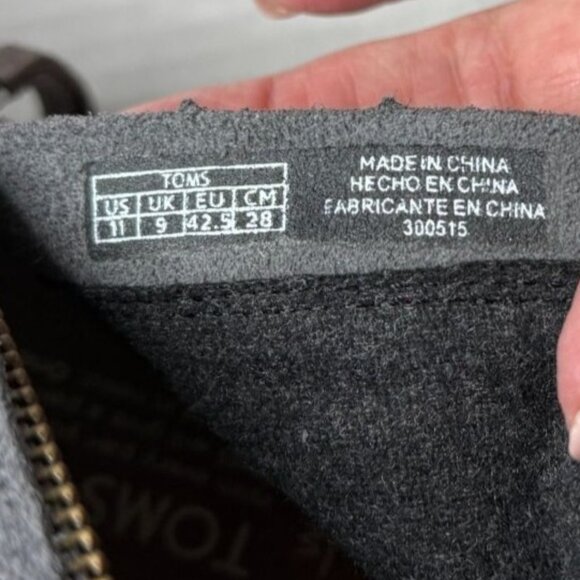 TOMS
US UK EU CM
11 9 42.5 28
MADE IN CHINA
HECHO EN CHINA
FABRICANTE EN CHINA
300515
TOMS